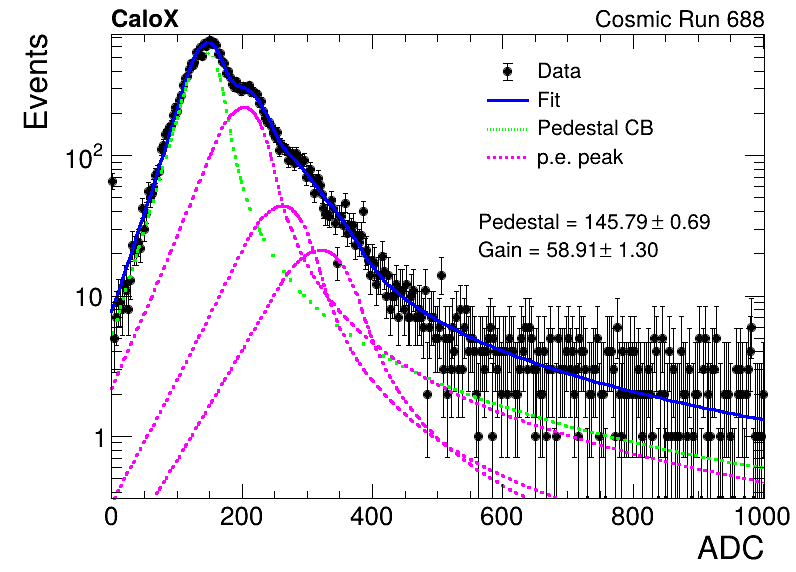 CaloX Cosmic Run 688
Events
Data
Fit
Pedestal CB
p.e. peak
Pedestal = 145.79 ± 0.69
Gain = 58.91 ± 1.30
10²
10
1
0 200 400 600 800 1000
ADC